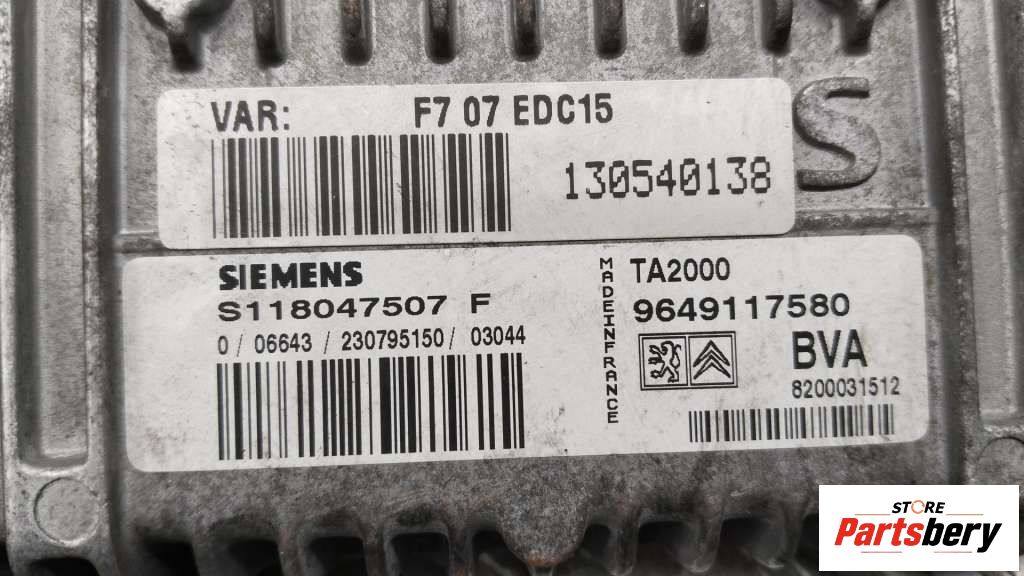 VAR: F7 07 EDC15
130540138
S
SIEMENS
S118047507 F
0 / 06643 / 230795150 / 03044
MADEINFRANCE
TA2000
9649117580
BVA
8200031512
STORE
Partsbery